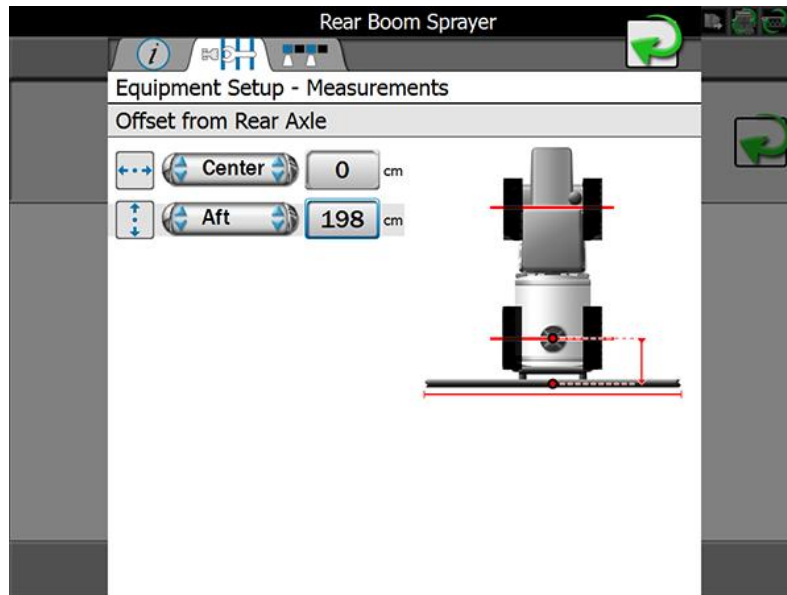 Rear Boom Sprayer
i
Equipment Setup - Measurements
Offset from Rear Axle
Center 0 cm
Aft 198 cm